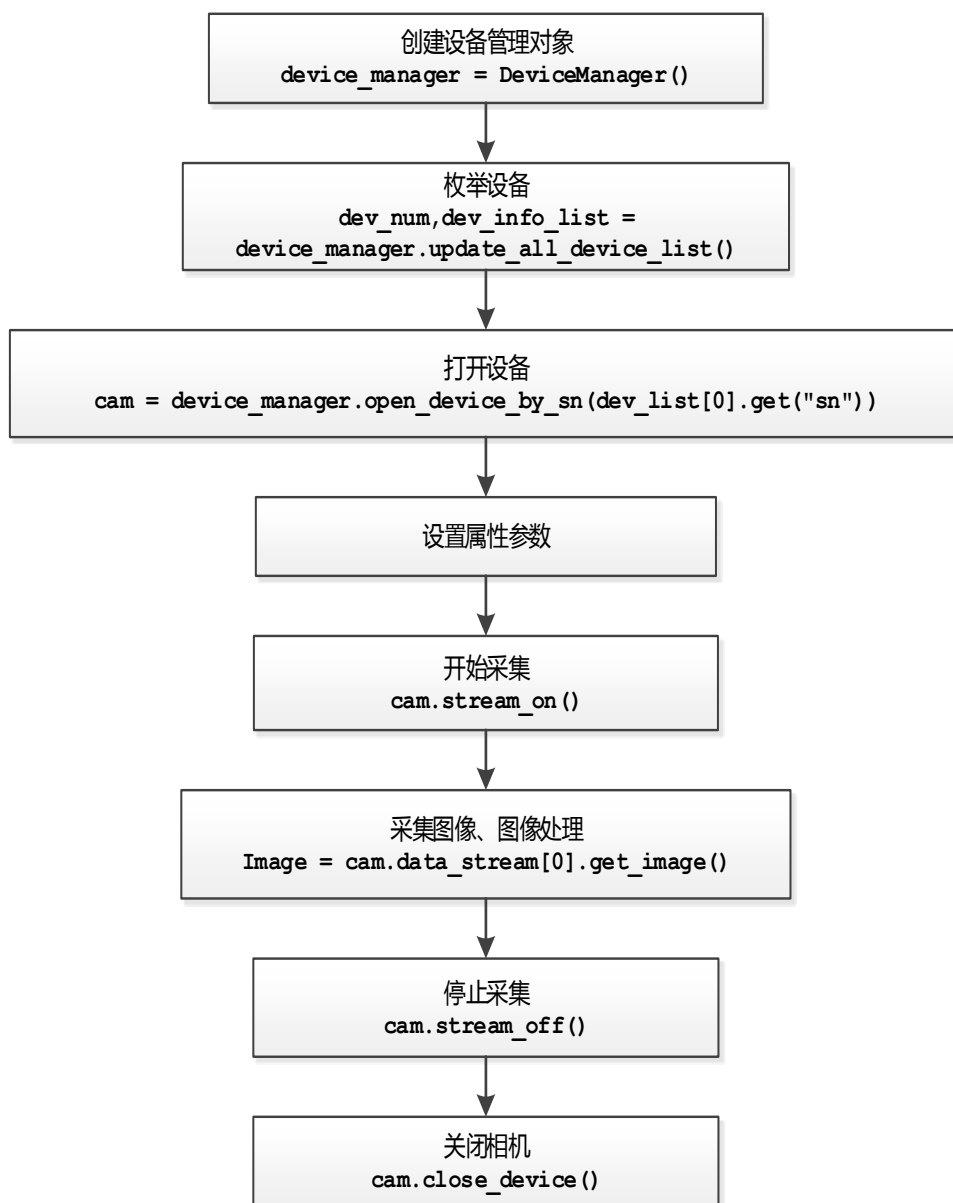 创建设备管理对象
device_manager = DeviceManager()
枚举设备
dev_num,dev_info_list =
device_manager.update_all_device_list()
打开设备
cam = device_manager.open_device_by_sn(dev_list[0].get("sn"))
设置属性参数
开始采集
cam.stream_on()
采集图像、图像处理
Image = cam.data_stream[0].get_image()
停止采集
cam.stream_off()
关闭相机
cam.close_device()